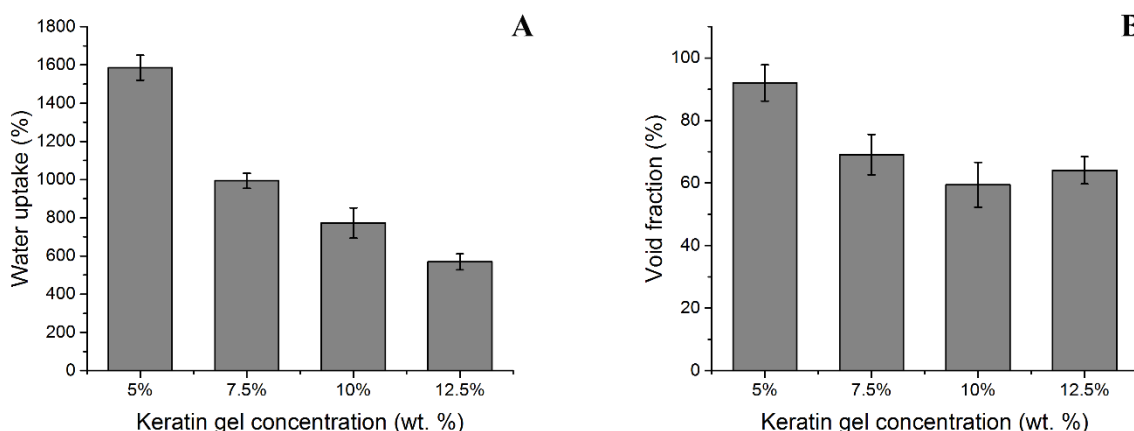 A
Water uptake (%)
1800
1600
1400
1200
1000
800
600
400
200
0
5% 7.5% 10% 12.5%
Keratin gel concentration (wt. %)
B
Void fraction (%)
100
80
60
40
20
0
5% 7.5% 10% 12.5%
Keratin gel concentration (wt. %)